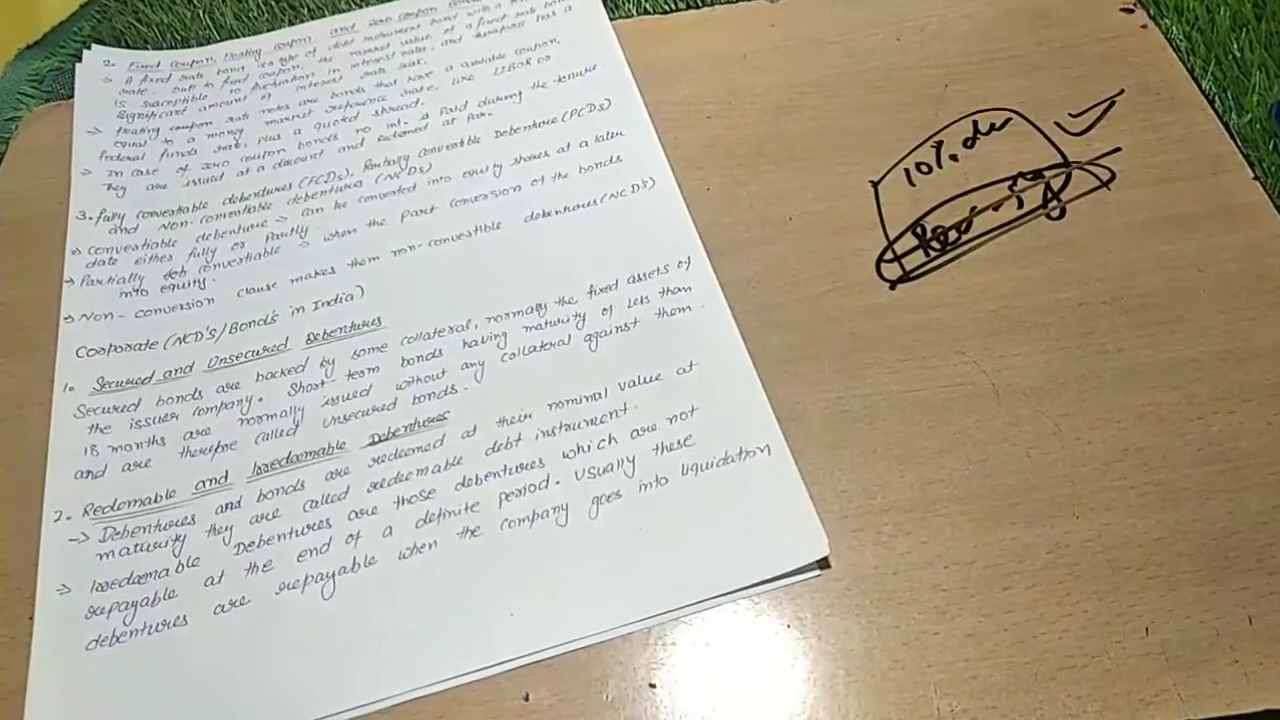 2. Fixed coupon, floating coupon and zero coupon
→ A fixed rate bond is a type of debt instrument bond with a
rate. Due to fixed coupon, the market value of a fixed-rate bond
is susceptible to fluctuation in interest rates, and therefore has a
significant amount of interest rate risk.
→ floating coupon rate notes are bonds that have a variable coupon,
equal to a money market reference rate, like LIBOR or
federal funds rate, plus a quoted spread.
→ In case of zero coupon bonds no int. is Paid during the tenure.
They are issued at a discount and redeemed at Par.
3. fully convertiable debentures (FCDs), Partially convertible Debenture (PCDs)
and Non-convertiable debentures (NCDs)
→ Convertiable debenture → can be converted into equity shares at a later
date either fully or Partly.
→ Partially deb convertiable → when the part conversion of the bonds
into equity.
→ Non-conversion clause makes them non-convertible debentures (NCD's)
Corporate (NCD's/Bonds in India)
1. Secured and Unsecured Debentures
Secured bonds are backed by some collateral, normally the fixed assets of
the issuer company. Short-term bonds having maturity of less than
18 months are normally issued without any collateral against them
and are therefore called unsecured bonds.
2. Redomable and Irredeemable Debentures
→ Debentures and bonds are redeemed at their nominal value at
maturity they are called redeemable debt instrument.
→ Irredeemable Debentures are those debentures which are not
repayable at the end of a definite period. Usually these
debentures are repayable when the company goes into liquidation
10%. de